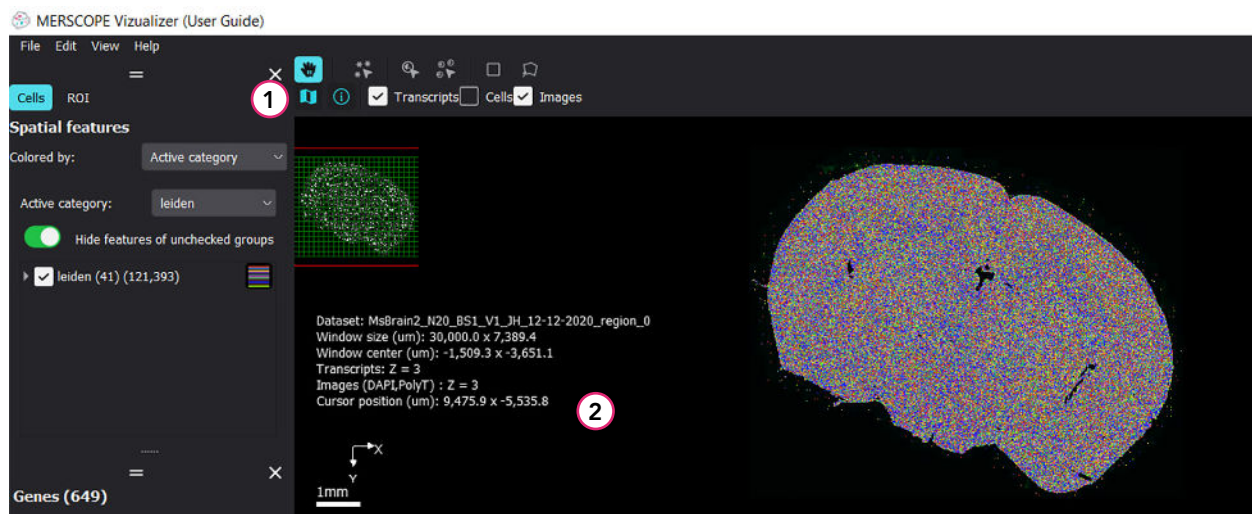 MERSCOPE Vizualizer (User Guide)
File Edit View Help
Cells ROI
1
Transcripts Cells Images
Spatial features
Colored by: Active category
Active category: leiden
Hide features of unchecked groups
leiden (41) (121,393)
Dataset: MsBrain2_N20_BS1_V1_JH_12-12-2020_region_0
Window size (um): 30,000.0 x 7,389.4
Window center (um): -1,509.3 x -3,651.1
Transcripts: Z = 3
Images (DAPI,PolyT) : Z = 3
Cursor position (um): 9,475.9 x -5,535.8
2
X
Y
1mm
Genes (649)